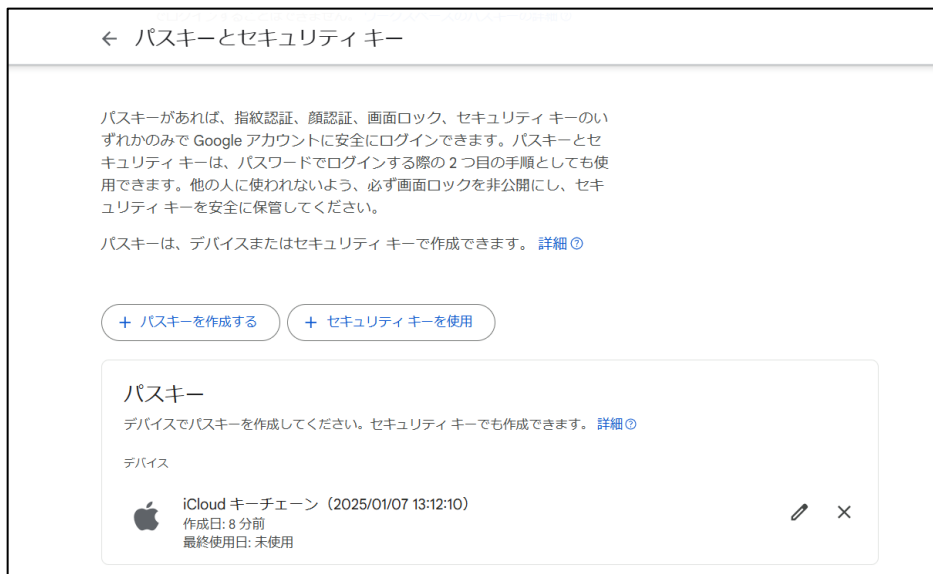 ← パスキーとセキュリティ キー
パスキーがあれば、指紋認証、顔認証、画面ロック、セキュリティ キーのい
ずれかのみで Google アカウントに安全にログインできます。パスキーとセ
キュリティ キーは、パスワードでログインする際の 2 つ目の手順としても使
用できます。他の人に使われないよう、必ず画面ロックを非公開にし、セキ
ュリティ キーを安全に保管してください。
パスキーは、デバイスまたはセキュリティ キーで作成できます。 詳細
+ パスキーを作成する + セキュリティ キーを使用
パスキー
デバイスでパスキーを作成してください。セキュリティ キーでも作成できます。 詳細
デバイス
iCloud キーチェーン（2025/01/07 13:12:10）
作成日: 8 分前
最終使用日: 未使用